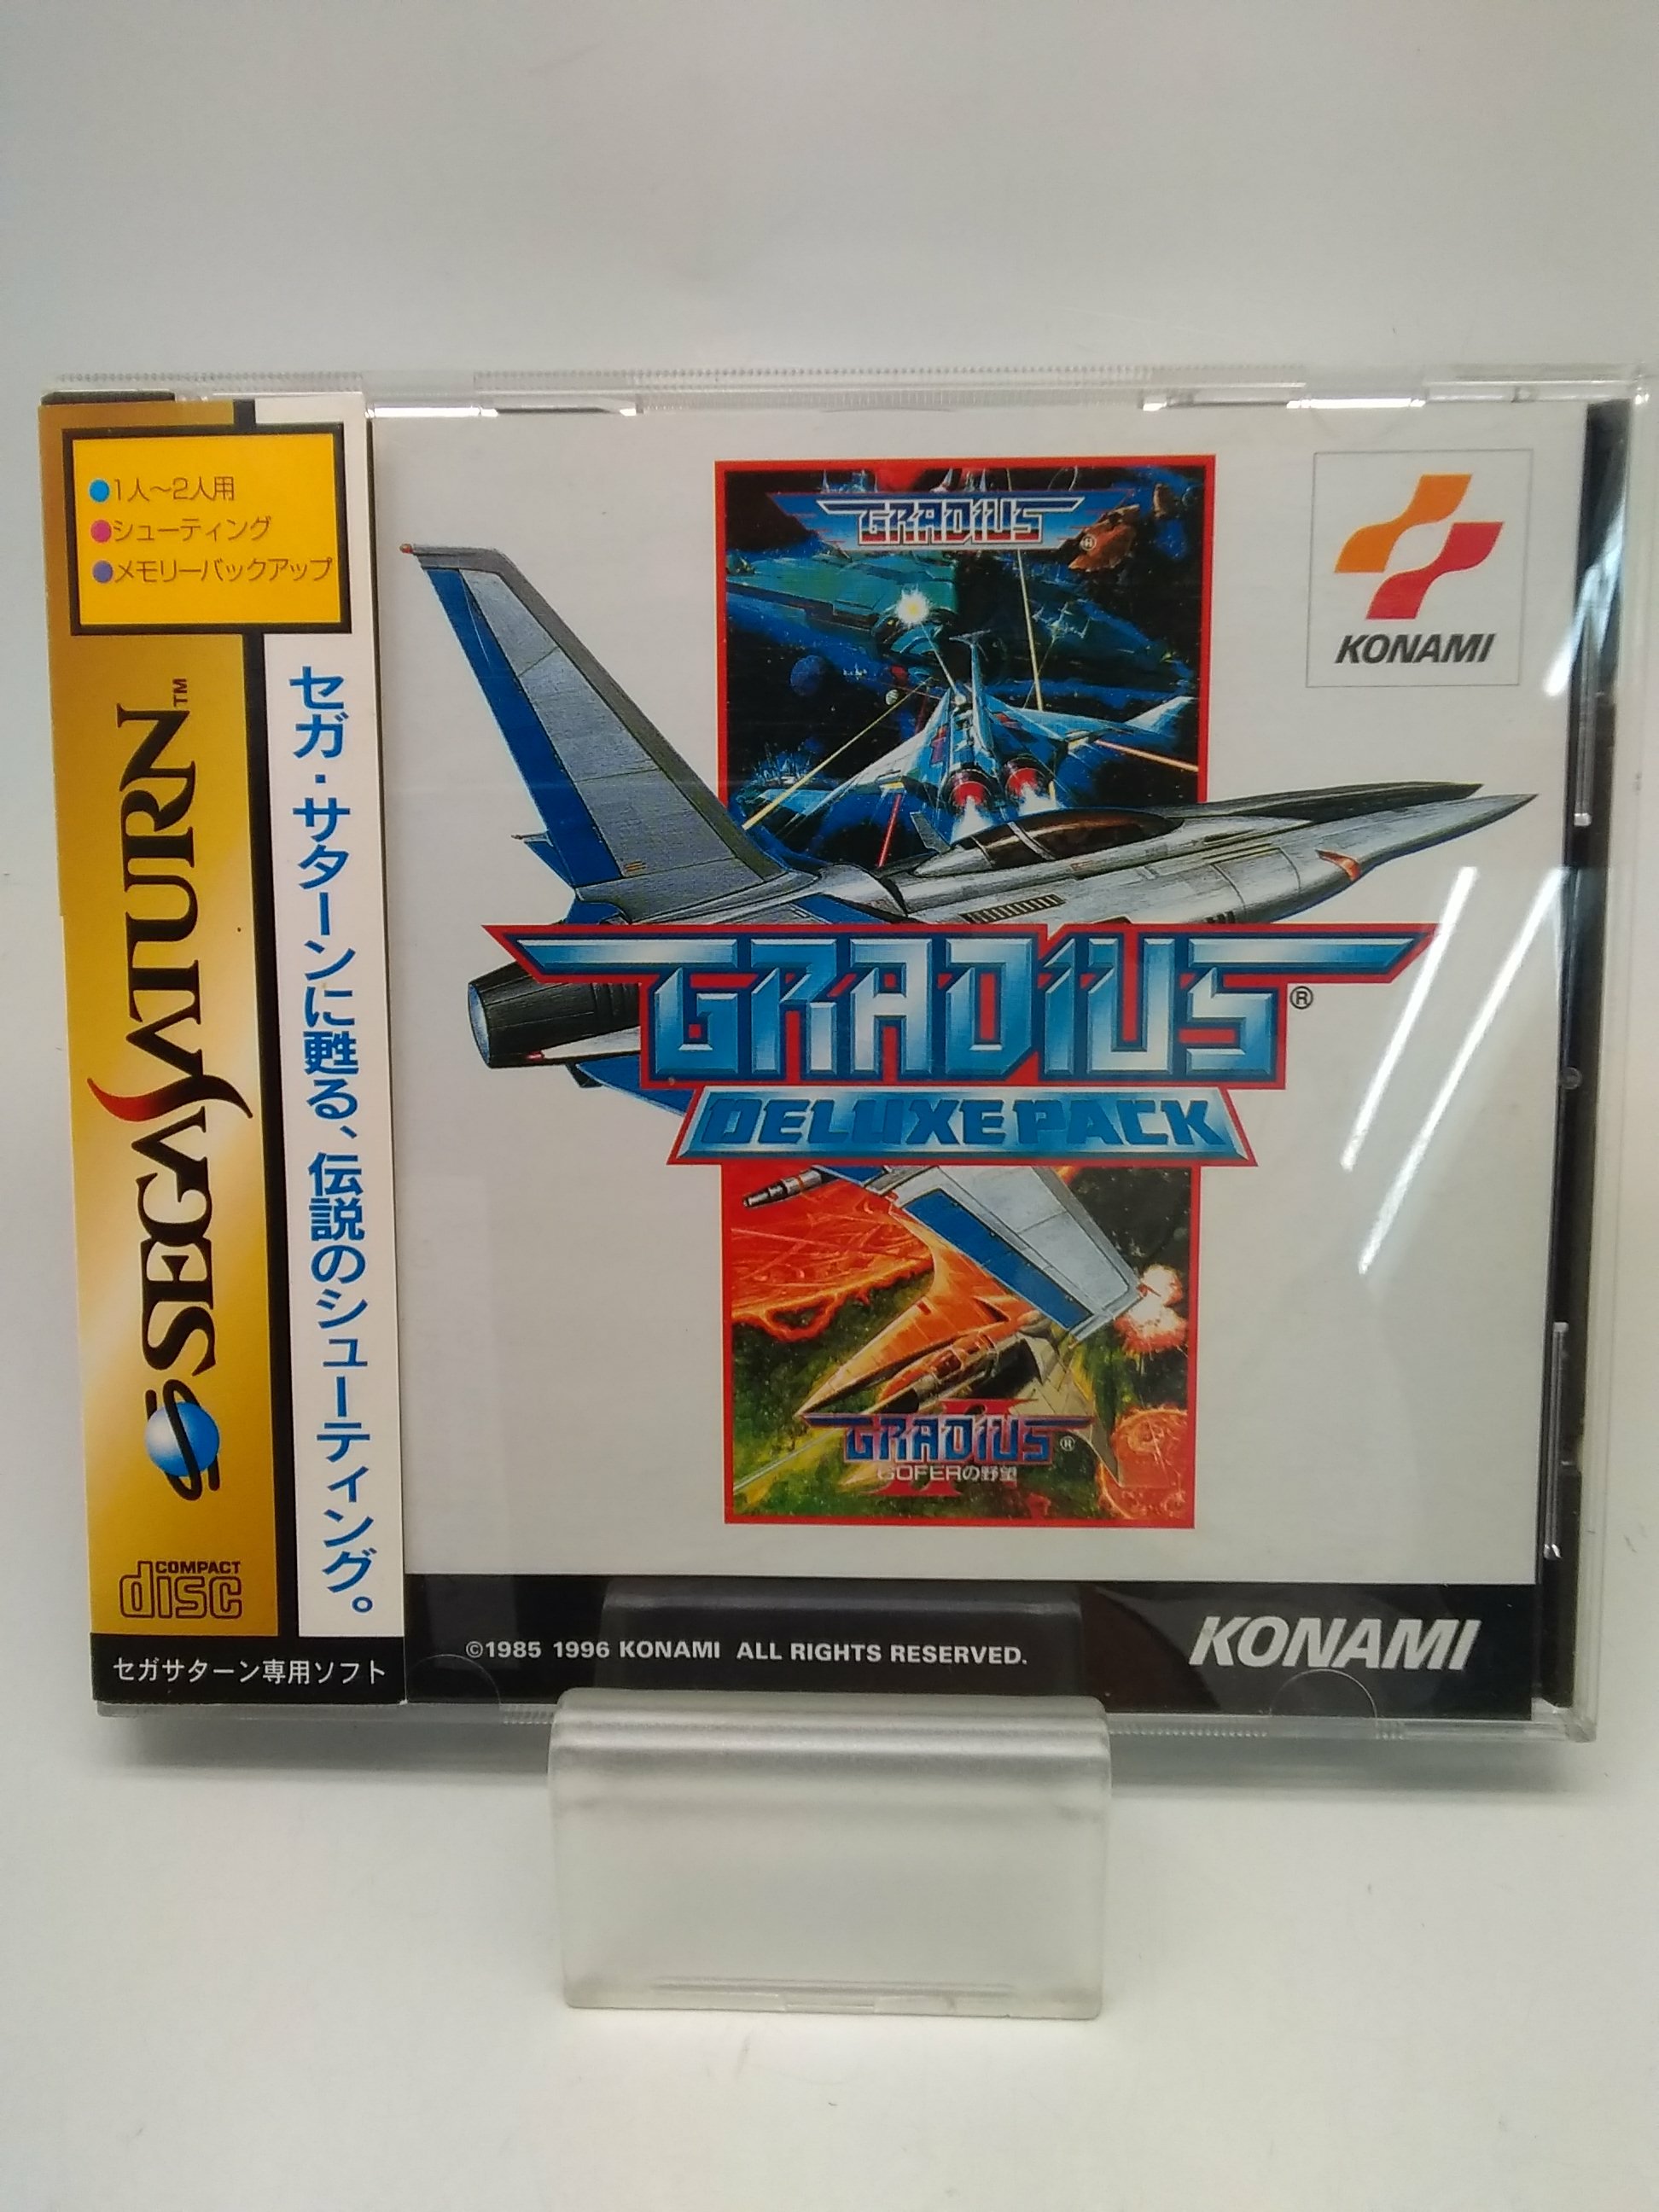 ●1人～2人用
●シューティング
●メモリーバックアップ
SEGA SATURN™
COMPACT
disc
セガ・サターンに甦る、伝説のシューティング。
セガサターン専用ソフト
GRADIUS®
KONAMI
GRADIUS®
DELUXE PACK
GRADIUS®
II
GOFERの野望
©1985 1996 KONAMI ALL RIGHTS RESERVED.
KONAMI